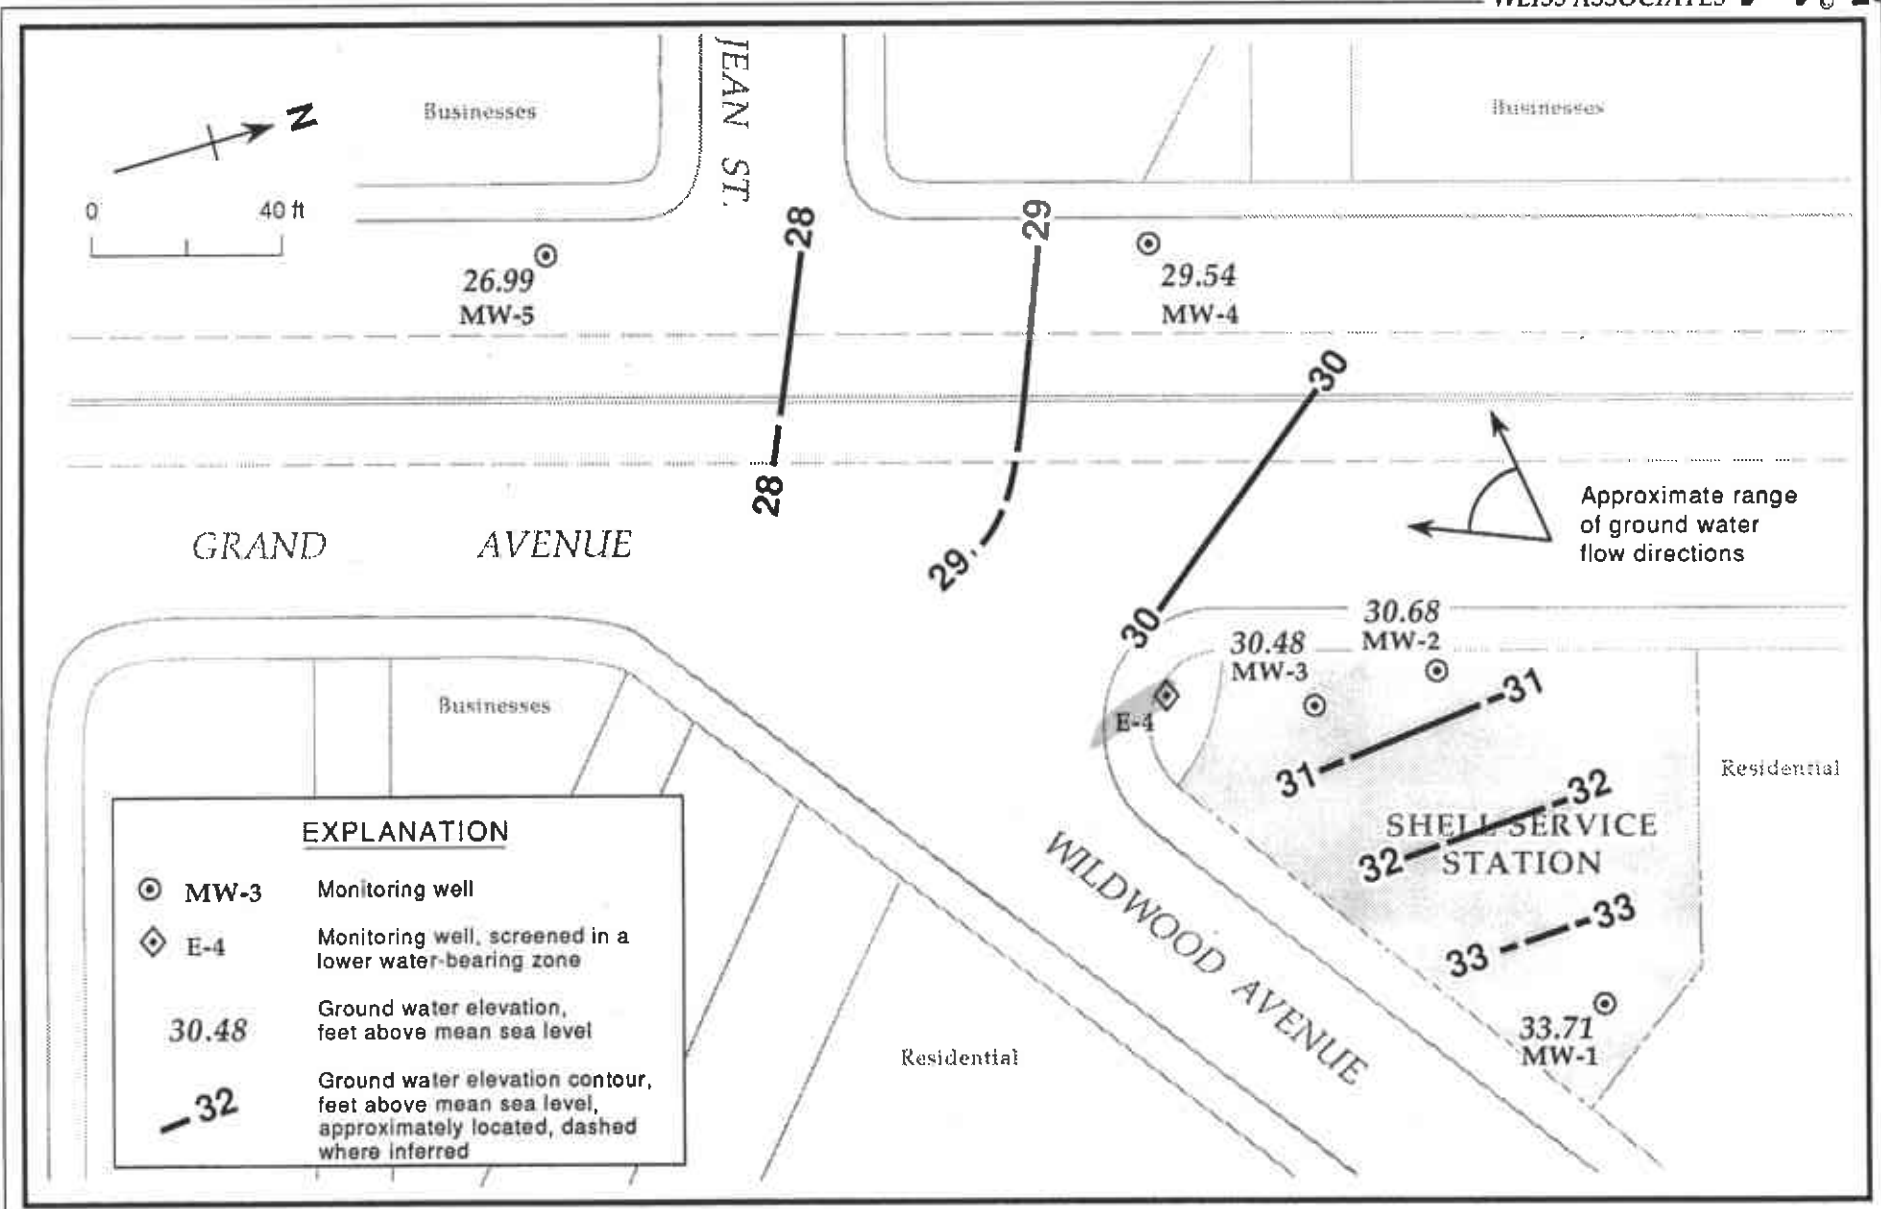 WEISS ASSOCIATES
N
0 40 ft
Businesses
JEAN ST.
Businesses
28
29
26.99
MW-5
29.54
MW-4
30
28
GRAND AVENUE
29
Approximate range
of ground water
flow directions
30
30.68
MW-2
30.48
MW-3
E-4
31
31
Businesses
Residential
32
SHELL SERVICE
STATION
32
33
33
33.71
MW-1
WILDWOOD AVENUE
Residential
EXPLANATION
MW-3 Monitoring well
E-4 Monitoring well, screened in a
lower water-bearing zone
30.48 Ground water elevation,
feet above mean sea level
32 Ground water elevation contour,
feet above mean sea level,
approximately located, dashed
where inferred